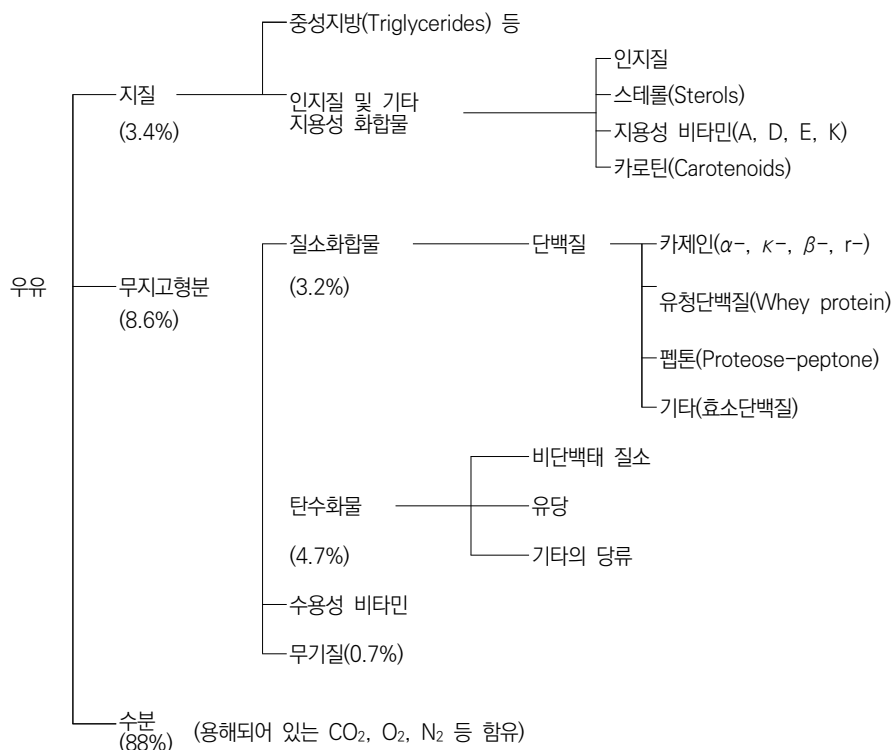 중성지방(Triglycerides) 등
지질
(3.4%)
인지질 및 기타
지용성 화합물
인지질
스테롤(Sterols)
지용성 비타민(A, D, E, K)
카로틴(Carotenoids)
우유
무지고형분
(8.6%)
질소화합물
(3.2%)
단백질
카제인(α-, κ-, β-, r-)
유청단백질(Whey protein)
펩톤(Proteose-peptone)
기타(효소단백질)
탄수화물
(4.7%)
비단백태 질소
유당
기타의 당류
수용성 비타민
무기질(0.7%)
수분
(88%) (용해되어 있는 CO₂, O₂, N₂ 등 함유)